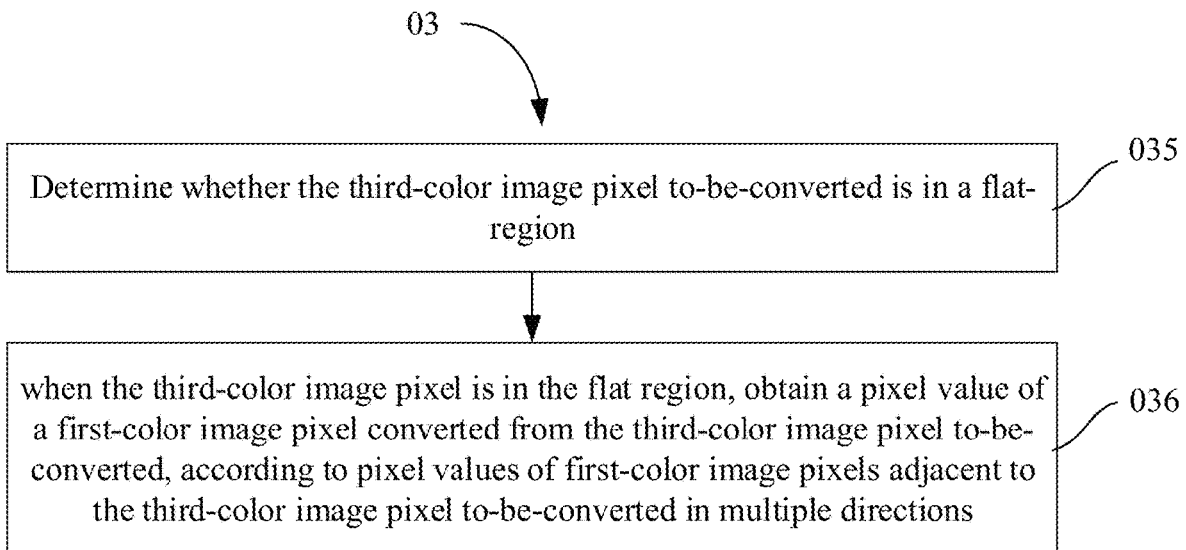 03
035
Determine whether the third-color image pixel to-be-converted is in a flat-
region
when the third-color image pixel is in the flat region, obtain a pixel value of
a first-color image pixel converted from the third-color image pixel to-be-
converted, according to pixel values of first-color image pixels adjacent to
the third-color image pixel to-be-converted in multiple directions
036